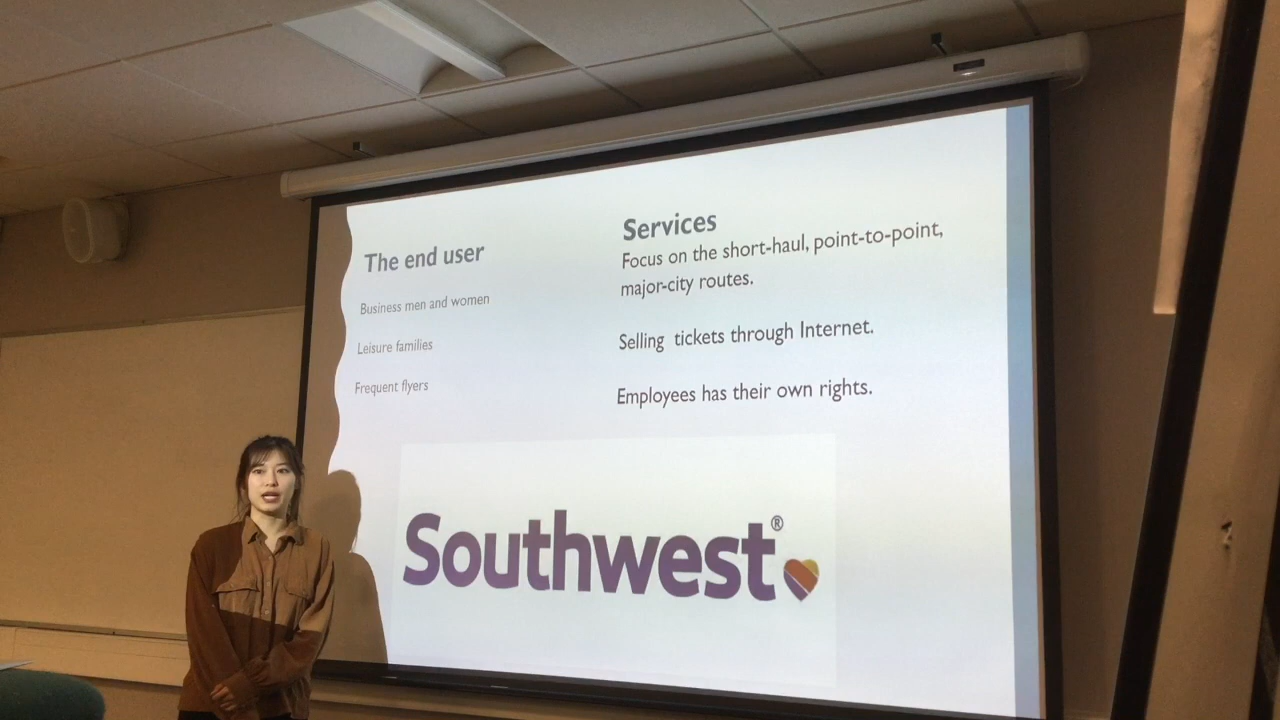 The end user
Business men and women
Leisure families
Frequent flyers
Services
Focus on the short-haul, point-to-point,
major-city routes.
Selling tickets through Internet.
Employees has their own rights.
Southwest®